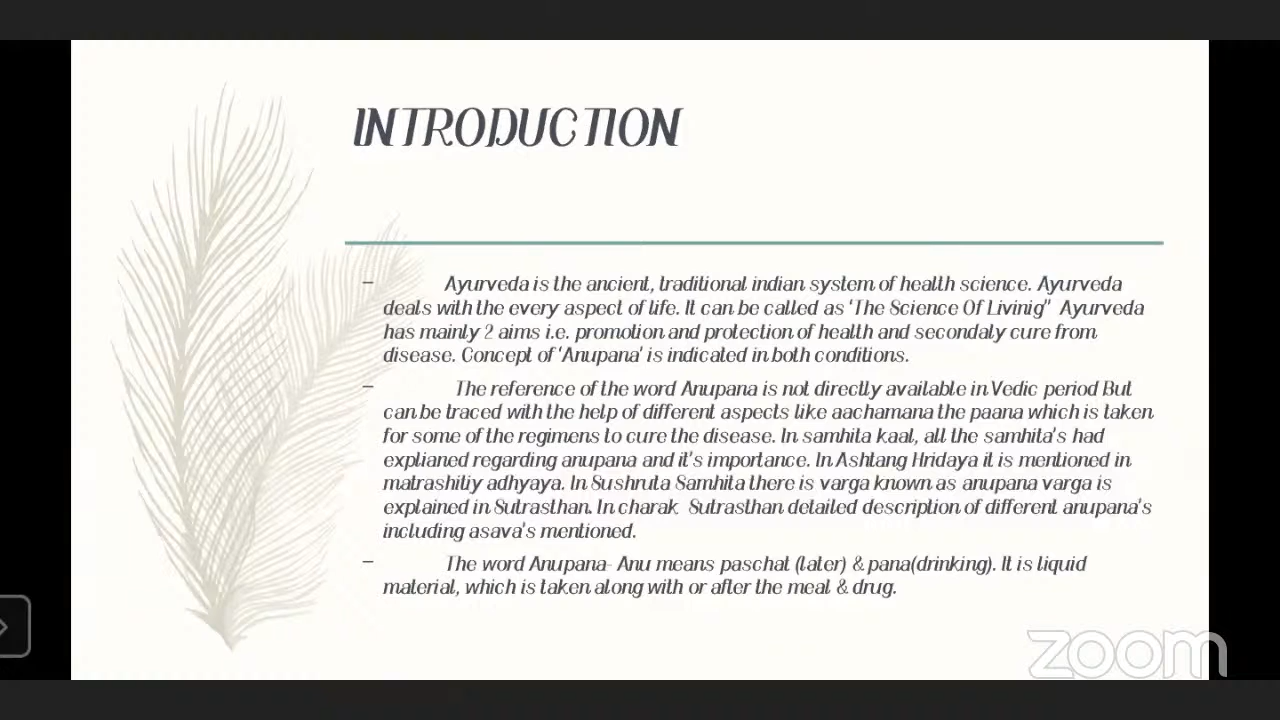 INTRODUCTION
– Ayurveda is the ancient, traditional indian system of health science. Ayurveda
deals with the every aspect of life. It can be called as 'The Science Of Livinig" Ayurveda
has mainly 2 aims i.e. promotion and protection of health and secondaly cure from
disease. Concept of 'Anupana' is indicated in both conditions.
– The reference of the word Anupana is not directly available in Vedic period But
can be traced with the help of different aspects like aachamana the paana which is taken
for some of the regimens to cure the disease. In samhita kaal, all the samhita's had
explianed regarding anupana and it's importance. In Ashtang Hridaya it is mentioned in
matrashitiy adhyaya. In Sushruta Samhita there is varga known as anupana varga is
explained in Sutrasthan. In charak Sutrasthan detailed description of different anupana's
including asava's mentioned.
– The word Anupana- Anu means paschat (later) & pana(drinking). It is liquid
material, which is taken along with or after the meal & drug.
zoom